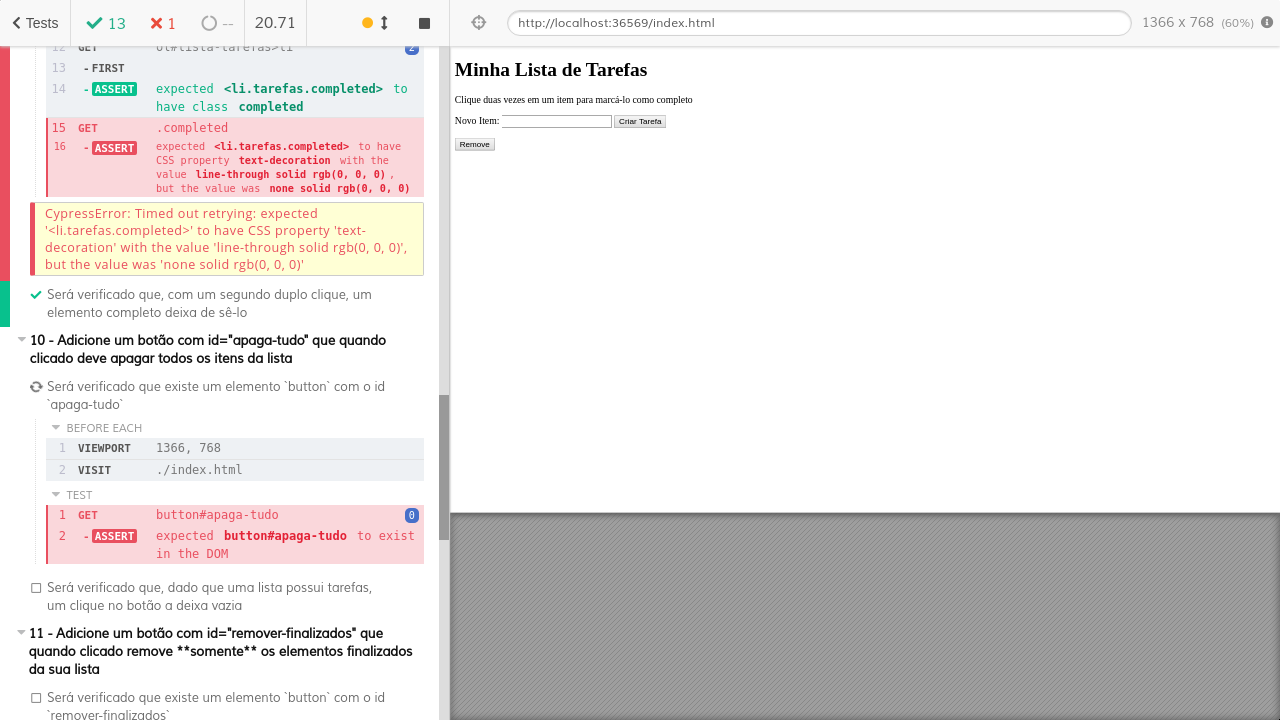 Tests 13 1 -- 20.71 http://localhost:36569/index.html 1366 x 768 (60%)
12 GET ul#lista-tarefas>li 2
13 -FIRST
14 -ASSERT expected <li.tarefas.completed> to
have class completed
15 GET .completed
16 -ASSERT expected <li.tarefas.completed> to have
CSS property text-decoration with the
value line-through solid rgb(0, 0, 0),
but the value was none solid rgb(0, 0, 0)
CypressError: Timed out retrying: expected
'<li.tarefas.completed>' to have CSS property 'text-
decoration' with the value 'line-through solid rgb(0, 0, 0)',
but the value was 'none solid rgb(0, 0, 0)'
Será verificado que, com um segundo duplo clique, um
elemento completo deixa de sê-lo
10 - Adicione um botão com id="apaga-tudo" que quando
clicado deve apagar todos os itens da lista
Será verificado que existe um elemento `button` com o id
`apaga-tudo`
BEFORE EACH
1 VIEWPORT 1366, 768
2 VISIT ./index.html
TEST
1 GET button#apaga-tudo 0
2 -ASSERT expected button#apaga-tudo to exist
in the DOM
Será verificado que, dado que uma lista possui tarefas,
um clique no botão a deixa vazia
11 - Adicione um botão com id="remover-finalizados" que
quando clicado remove **somente** os elementos finalizados
da sua lista
Será verificado que existe um elemento `button` com o id
`remover-finalizados`
Minha Lista de Tarefas
Clique duas vezes em um item para marcá-lo como completo
Novo Item: Criar Tarefa
Remove